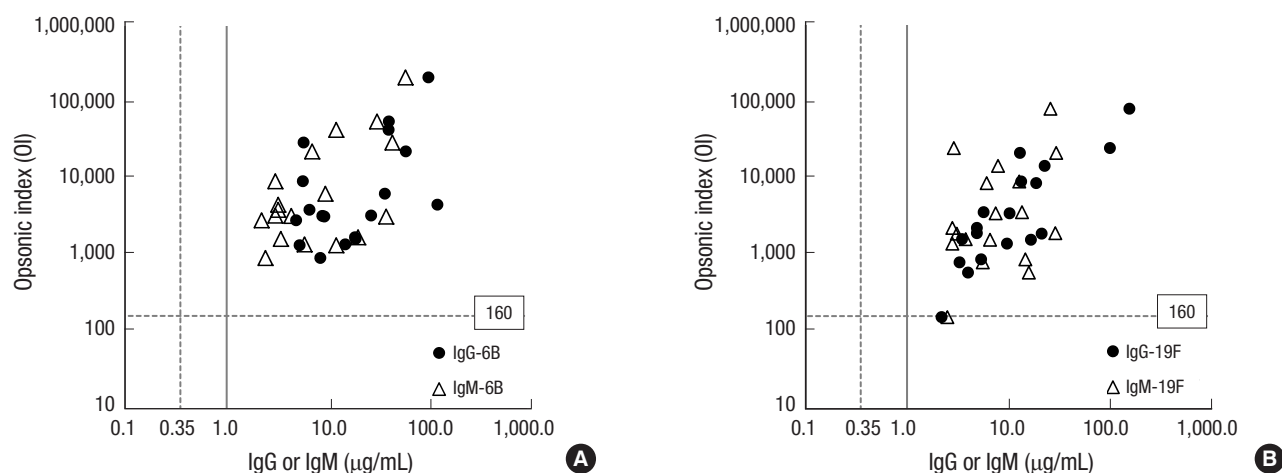 1,000,000
100,000
10,000
1,000
100
10
Opsonic index (OI)
160
IgG-6B
IgM-6B
0.1 0.35 1.0 10.0 100.0 1,000.0
IgG or IgM (μg/mL)
A
1,000,000
100,000
10,000
1,000
100
10
Opsonic index (OI)
160
IgG-19F
IgM-19F
0.1 0.35 1.0 10.0 100.0 1,000.0
IgG or IgM (μg/mL)
B